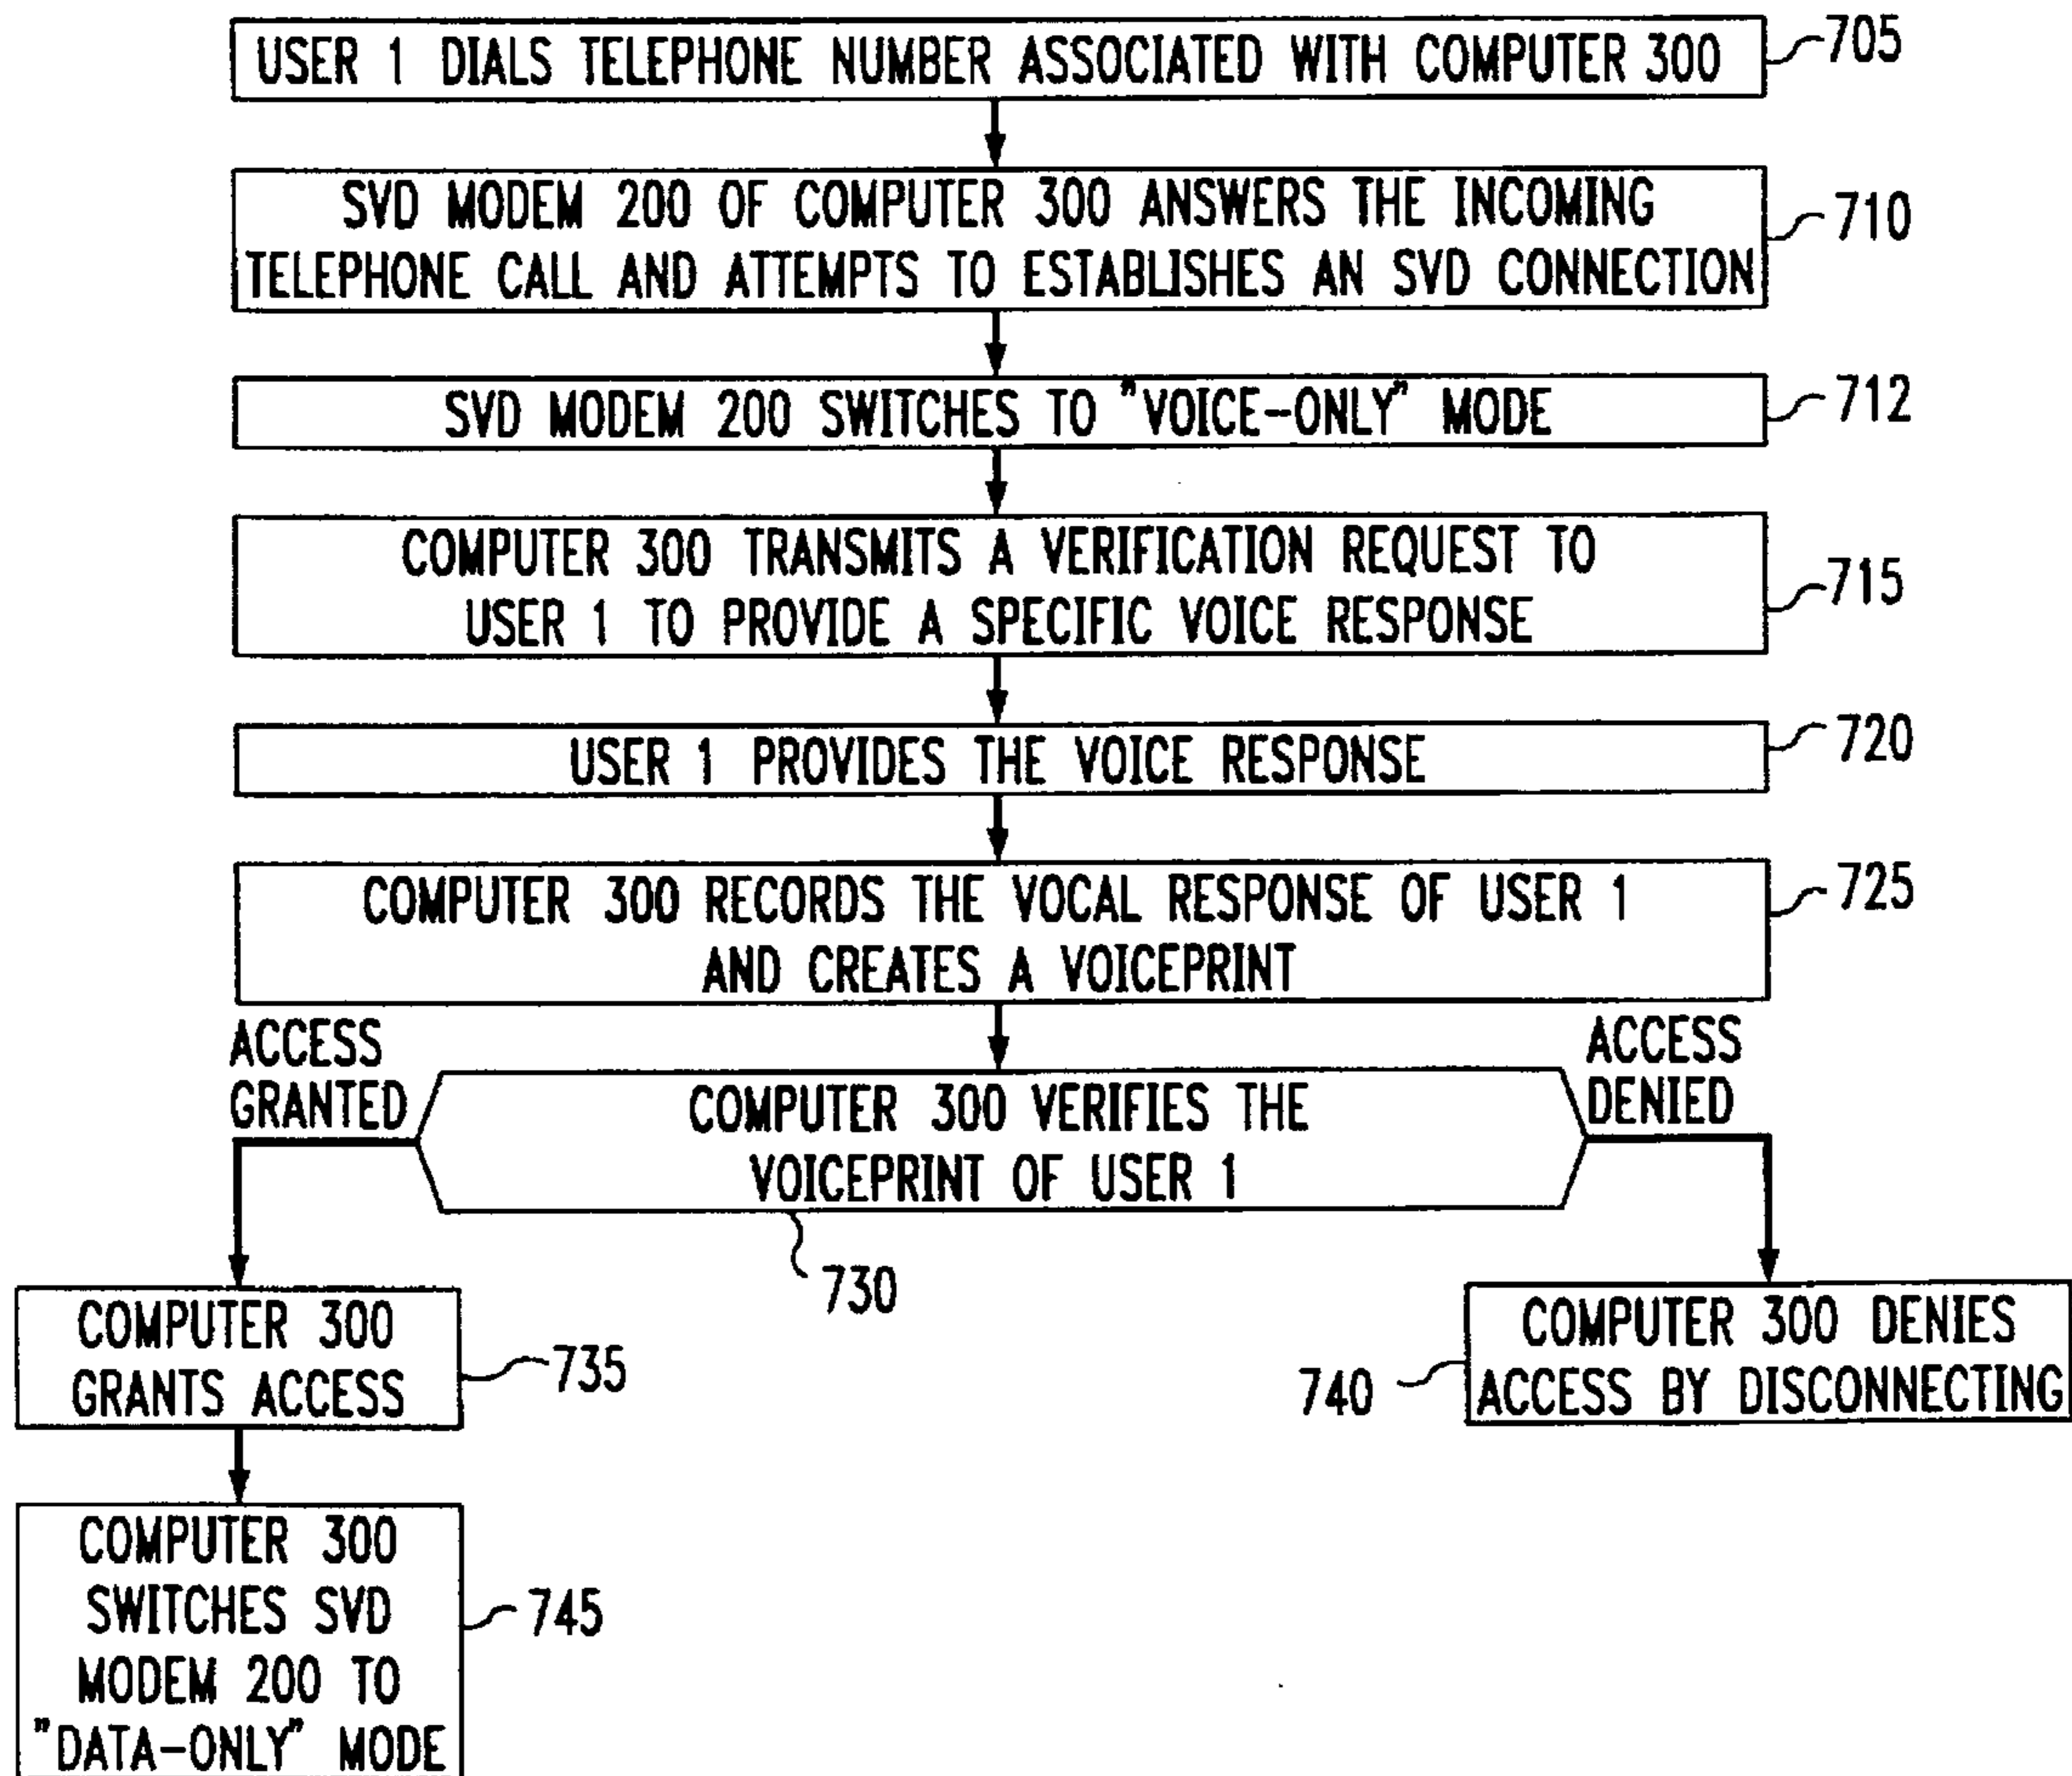 USER 1 DIALS TELEPHONE NUMBER ASSOCIATED WITH COMPUTER 300
705
SVD MODEM 200 OF COMPUTER 300 ANSWERS THE INCOMING
TELEPHONE CALL AND ATTEMPTS TO ESTABLISHES AN SVD CONNECTION
710
SVD MODEM 200 SWITCHES TO "VOICE-ONLY" MODE
712
COMPUTER 300 TRANSMITS A VERIFICATION REQUEST TO
USER 1 TO PROVIDE A SPECIFIC VOICE RESPONSE
715
USER 1 PROVIDES THE VOICE RESPONSE
720
COMPUTER 300 RECORDS THE VOCAL RESPONSE OF USER 1
AND CREATES A VOICEPRINT
725
ACCESS
GRANTED
COMPUTER 300 VERIFIES THE
VOICEPRINT OF USER 1
730
ACCESS
DENIED
COMPUTER 300
GRANTS ACCESS
735
COMPUTER 300 DENIES
ACCESS BY DISCONNECTING
740
COMPUTER 300
SWITCHES SVD
MODEM 200 TO
"DATA-ONLY" MODE
745